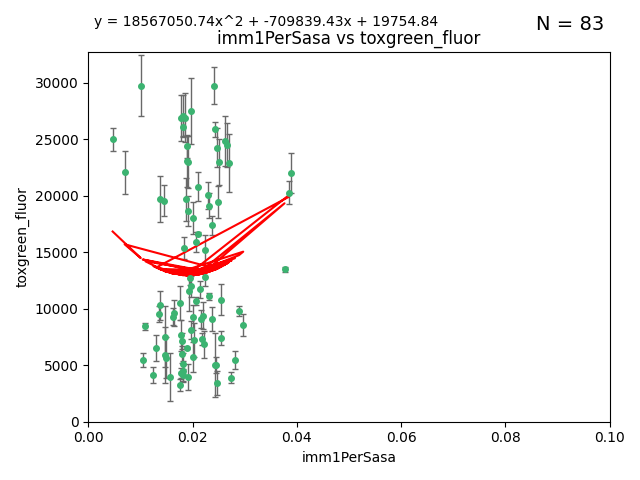 y = 18567050.74x^2 + -709839.43x + 19754.84
N = 83
imm1PerSasa vs toxgreen_fluor
30000
25000
20000
15000
10000
5000
0
toxgreen_fluor
0.00 0.02 0.04 0.06 0.08 0.10
imm1PerSasa